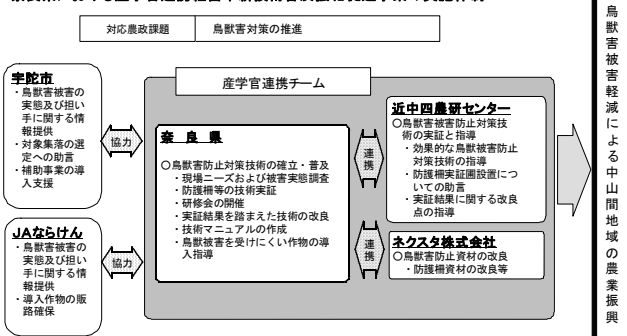 対応農政課題
鳥獣害対策の推進
産学官連携チーム
宇陀市
・鳥獣害被害の
実態及び担い
手に関する情
報提供
・対象集落の選
定への助言
・補助事業の導
入支援
協力
JAならけん
・鳥獣害被害の
実態及び担い
手に関する情
報提供
・導入作物の販
路確保
協力
奈良県
○鳥獣害防止対策技術の確立・普及
・現場ニーズおよび被害実態調査
・防護柵等の技術実証
・研修会の開催
・実証結果を踏まえた技術の改良
・技術マニュアルの作成
・鳥獣被害を受けにくい作物の導
入指導
連携
連携
近中四農研センター
○鳥獣害被害防止対策技
術の実証と指導
・効果的な鳥獣被害防止
対策技術の指導
・防護柵実証圃設置につ
いての助言
・実証結果に関する改良
点の指導
ネクスタ株式会社
○鳥獣害防止資材の改良
・防護柵資材の改良等
鳥獣害被害軽減による中山間地域の農業振興